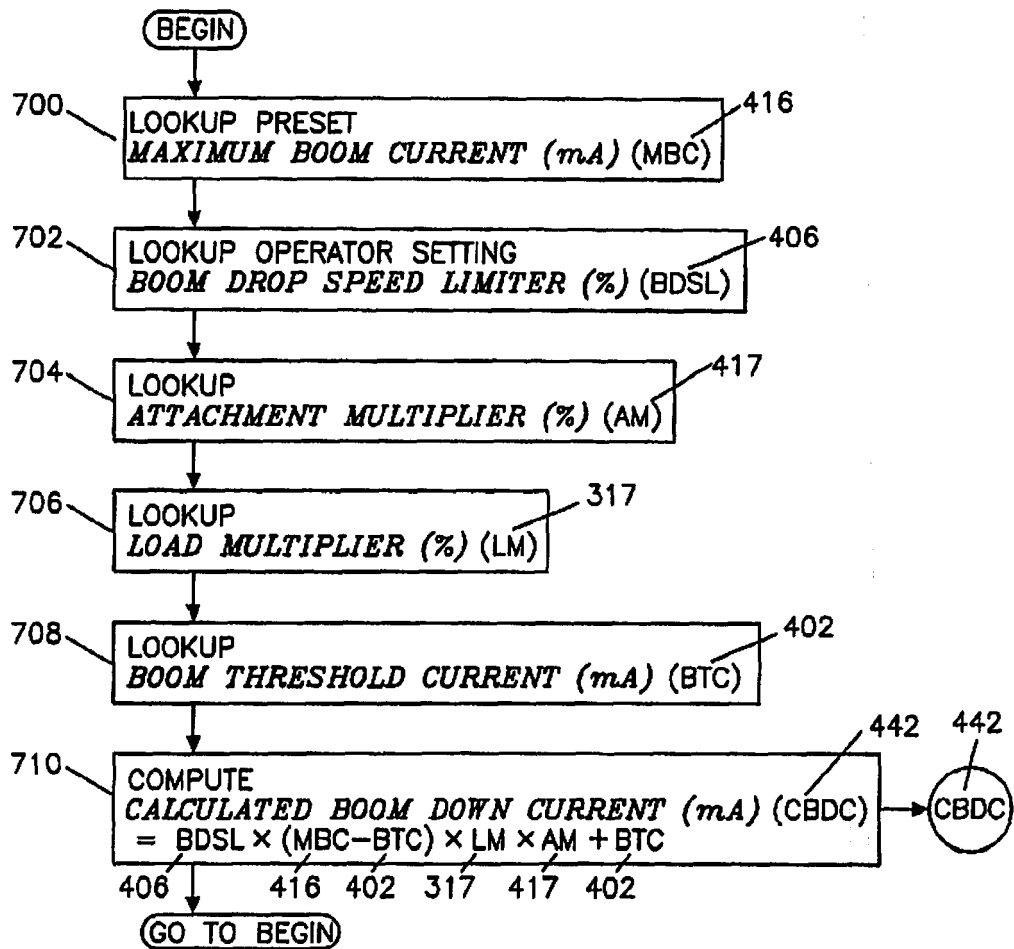 BEGIN
700
416
LOOKUP PRESET
MAXIMUM BOOM CURRENT (mA) (MBC)
702
406
LOOKUP OPERATOR SETTING
BOOM DROP SPEED LIMITER (%) (BDSL)
704
417
LOOKUP
ATTACHMENT MULTIPLIER (%) (AM)
706
317
LOOKUP
LOAD MULTIPLIER (%) (LM)
708
402
LOOKUP
BOOM THRESHOLD CURRENT (mA) (BTC)
710
442
442
COMPUTE
CALCULATED BOOM DOWN CURRENT (mA) (CBDC)
CBDC
= BDSL × (MBC−BTC) × LM × AM + BTC
406 416 402 317 417 402
GO TO BEGIN